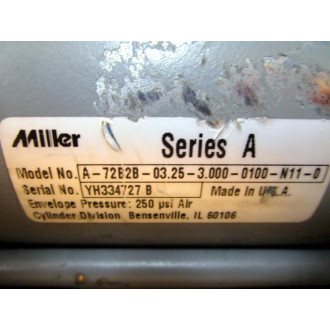 Miller Series A
Model No. A-72B2B-03.25-3.000-0100-N11-0
Serial No. YH334727 B Made in U.S.A.
Envelope Pressure: 250 psi Air
Cylinder Division Bensenville, IL 60106